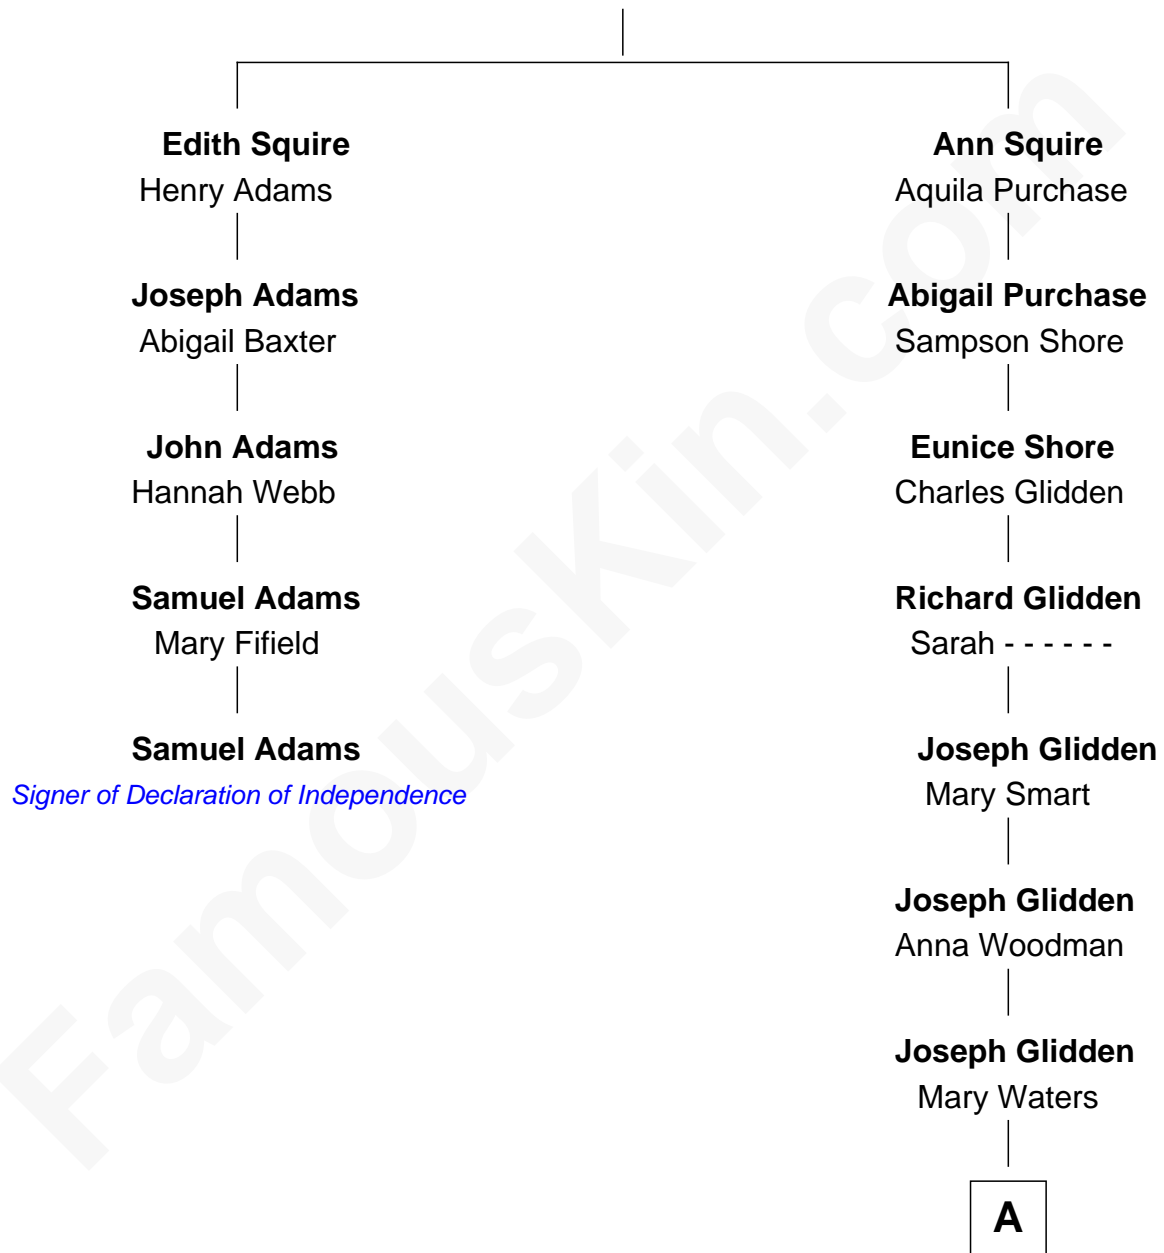 Edith Squire
Henry Adams
Joseph Adams
Abigail Baxter
John Adams
Hannah Webb
Samuel Adams
Mary Fifield
Samuel Adams
Signer of Declaration of Independence
Ann Squire
Aquila Purchase
Abigail Purchase
Sampson Shore
Eunice Shore
Charles Glidden
Richard Glidden
Sarah - - - - - -
Joseph Glidden
Mary Smart
Joseph Glidden
Anna Woodman
Joseph Glidden
Mary Waters
A
FamousKin.com